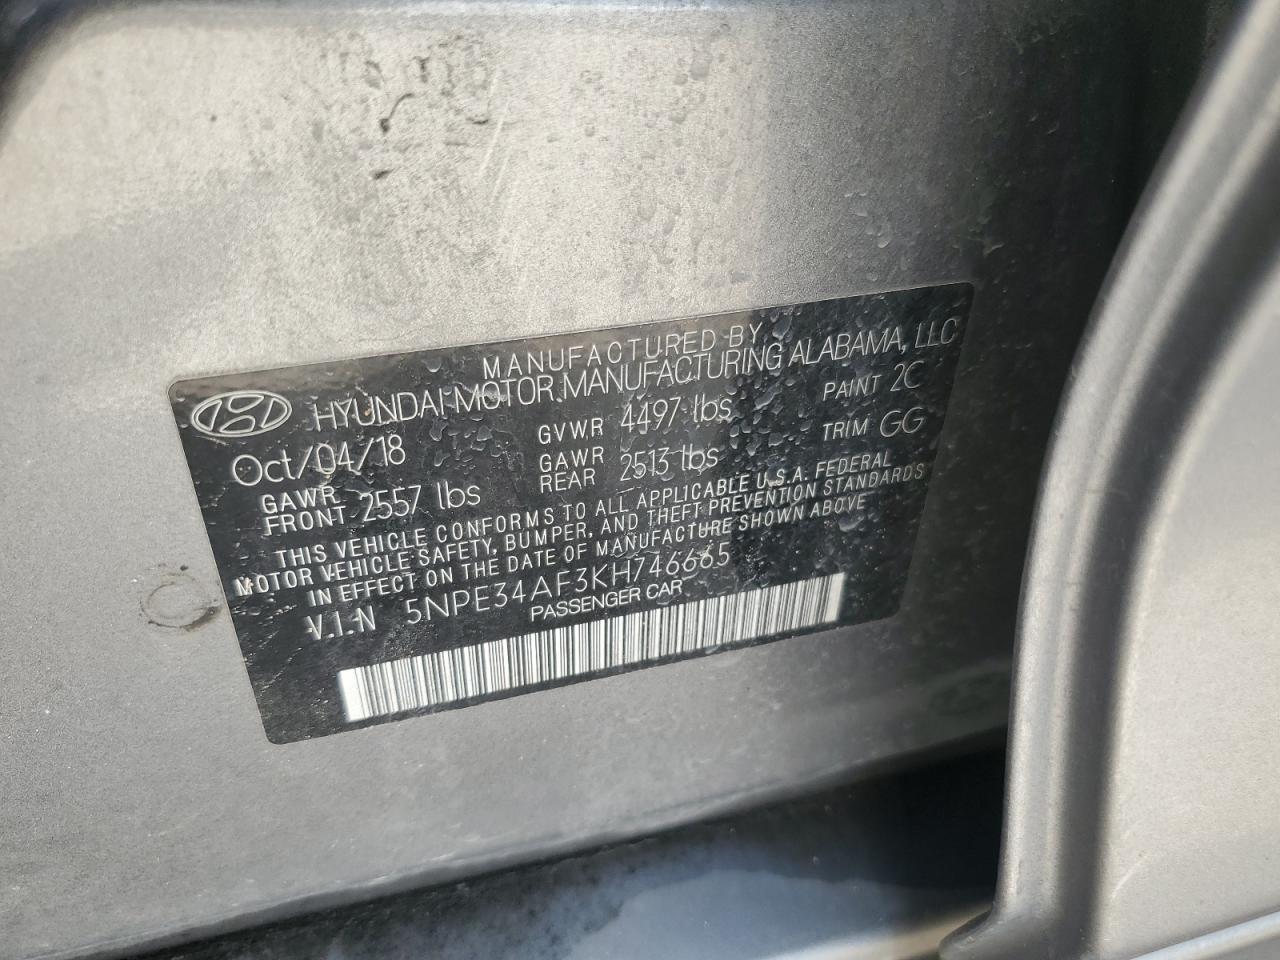 MANUFACTURED BY
HYUNDAI MOTOR MANUFACTURING ALABAMA, LLC
Oct/04/18 GVWR 4497 lbs PAINT 2C
GAWR FRONT 2557 lbs GAWR REAR 2513 lbs TRIM GG
THIS VEHICLE CONFORMS TO ALL APPLICABLE U.S.A. FEDERAL
MOTOR VEHICLE SAFETY, BUMPER, AND THEFT PREVENTION STANDARDS
IN EFFECT ON THE DATE OF MANUFACTURE SHOWN ABOVE
V.I.N 5NPE34AF3KH746665
PASSENGER CAR